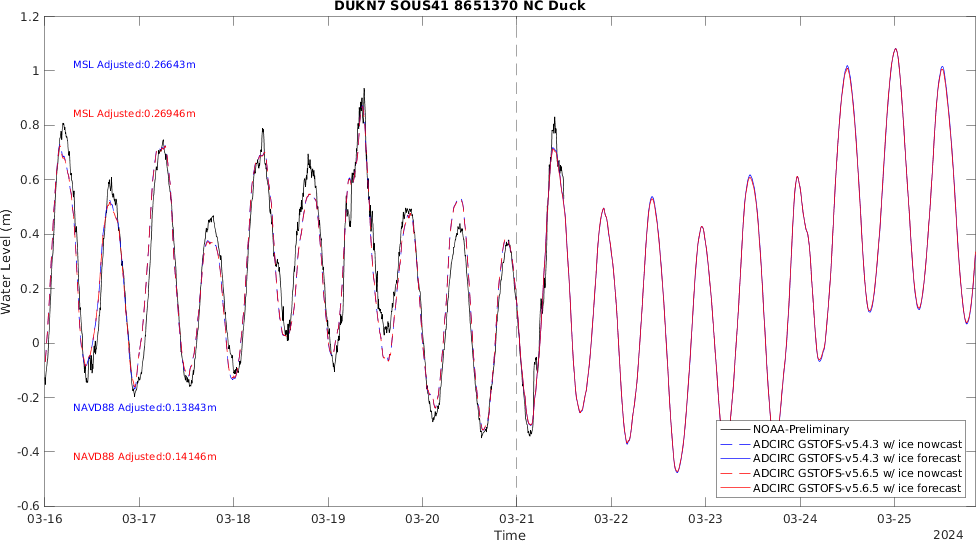 DUKN7 SOUS41 8651370 NC Duck
1.2
1
0.8
0.6
0.4
0.2
0
-0.2
-0.4
-0.6
Water Level (m)
MSL Adjusted:0.26643m
MSL Adjusted:0.26946m
NAVD88 Adjusted:0.13843m
NAVD88 Adjusted:0.14146m
NOAA-Preliminary
ADCIRC GSTOFS-v5.4.3 w/ ice nowcast
ADCIRC GSTOFS-v5.4.3 w/ ice forecast
ADCIRC GSTOFS-v5.6.5 w/ ice nowcast
ADCIRC GSTOFS-v5.6.5 w/ ice forecast
03-16 03-17 03-18 03-19 03-20 03-21 03-22 03-23 03-24 03-25
Time
2024